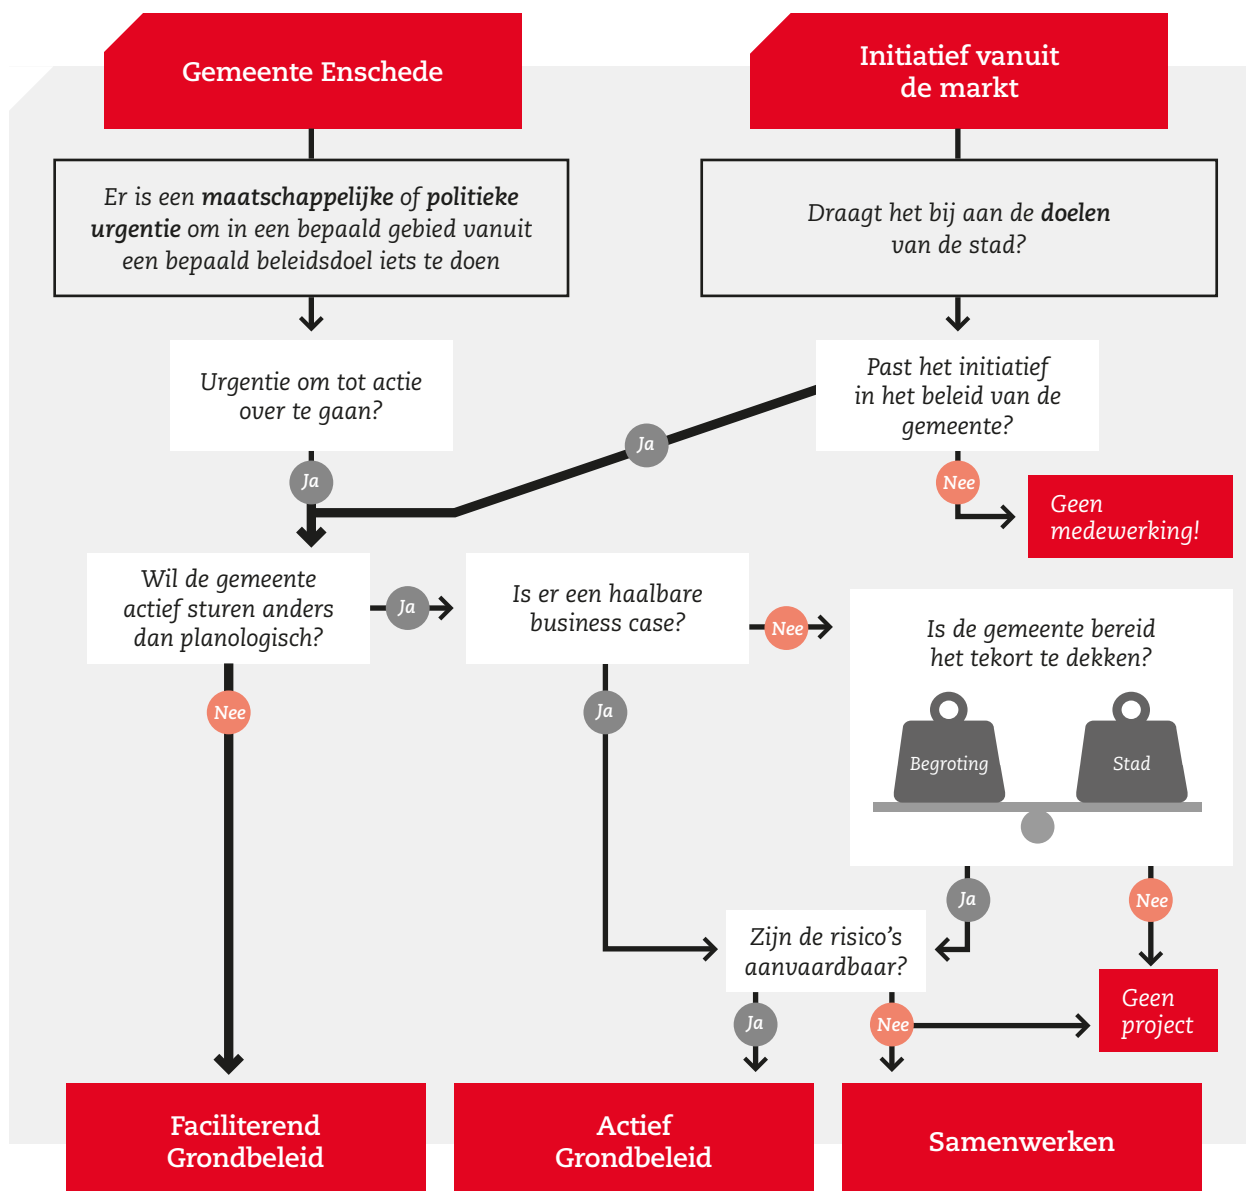 Gemeente Enschede
Initiatief vanuit
de markt
Er is een maatschappelijke of politieke
urgentie om in een bepaald gebied vanuit
een bepaald beleidsdoel iets te doen
Draagt het bij aan de doelen
van de stad?
Urgentie om tot actie
over te gaan?
Past het initiatief
in het beleid van de
gemeente?
Ja
Ja
Nee
Geen
medewerking!
Wil de gemeente
actief sturen anders
dan planologisch?
Ja
Is er een haalbare
business case?
Nee
Is de gemeente bereid
het tekort te dekken?
Begroting
Stad
Nee
Ja
Ja
Nee
Zijn de risico's
aanvaardbaar?
Ja
Nee
Geen
project
Faciliterend
Grondbeleid
Actief
Grondbeleid
Samenwerken